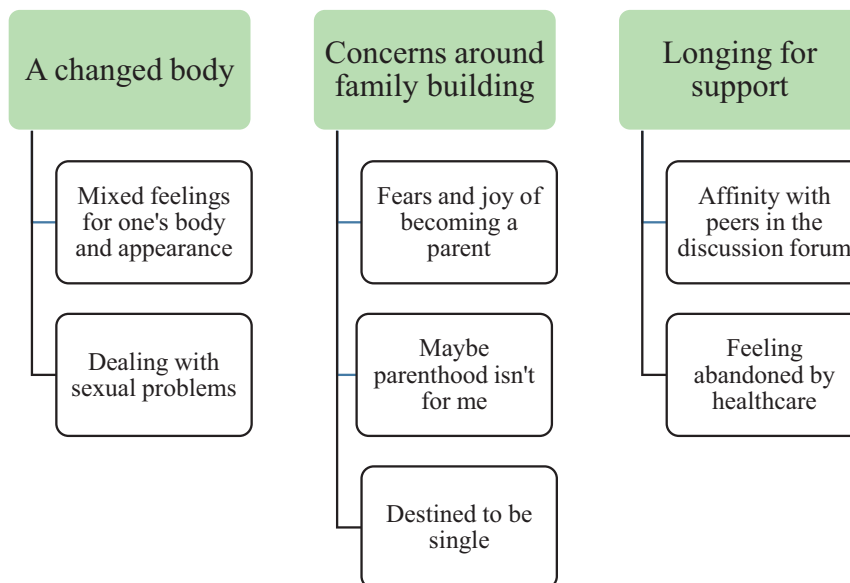 A changed body
Mixed feelings
for one's body
and appearance
Dealing with
sexual problems
Concerns around
family building
Fears and joy of
becoming a
parent
Maybe
parenthood isn't
for me
Destined to be
single
Longing for
support
Affinity with
peers in the
discussion forum
Feeling
abandoned by
healthcare